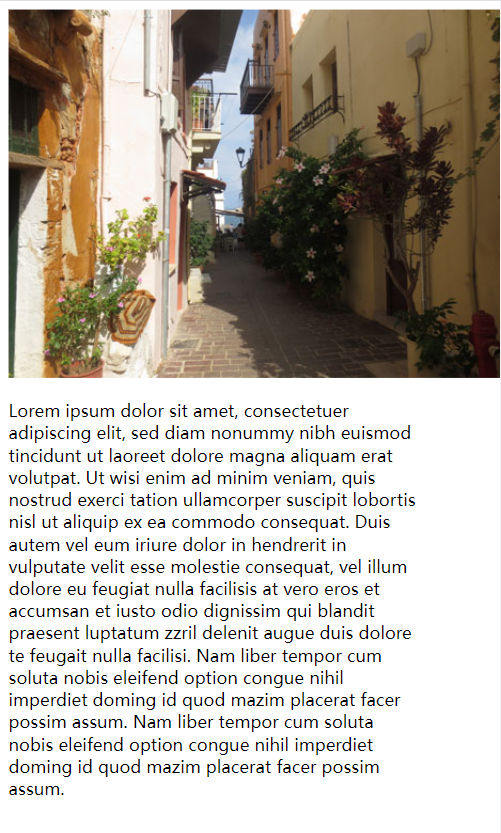 Lorem ipsum dolor sit amet, consectetuer
adipiscing elit, sed diam nonummy nibh euismod
tincidunt ut laoreet dolore magna aliquam erat
volutpat. Ut wisi enim ad minim veniam, quis
nostrud exerci tation ullamcorper suscipit lobortis
nisl ut aliquip ex ea commodo consequat. Duis
autem vel eum iriure dolor in hendrerit in
vulputate velit esse molestie consequat, vel illum
dolore eu feugiat nulla facilisis at vero eros et
accumsan et iusto odio dignissim qui blandit
praesent luptatum zzril delenit augue duis dolore
te feugait nulla facilisi. Nam liber tempor cum
soluta nobis eleifend option congue nihil
imperdiet doming id quod mazim placerat facer
possim assum. Nam liber tempor cum soluta
nobis eleifend option congue nihil imperdiet
doming id quod mazim placerat facer possim
assum.